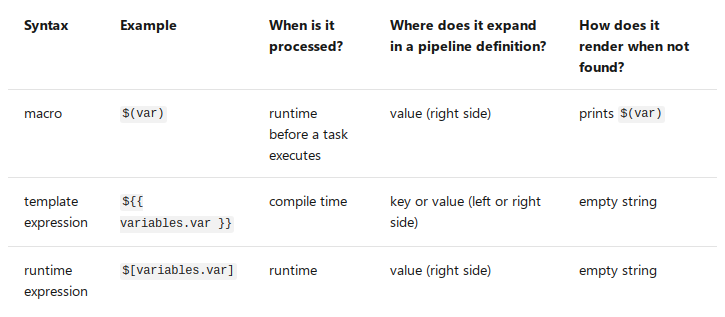 Syntax Example When is it processed? Where does it expand in a pipeline definition? How does it render when not found?
macro $(var) runtime before a task executes value (right side) prints $(var)
template expression ${{ variables.var }} compile time key or value (left or right side) empty string
runtime expression $[variables.var] runtime value (right side) empty string